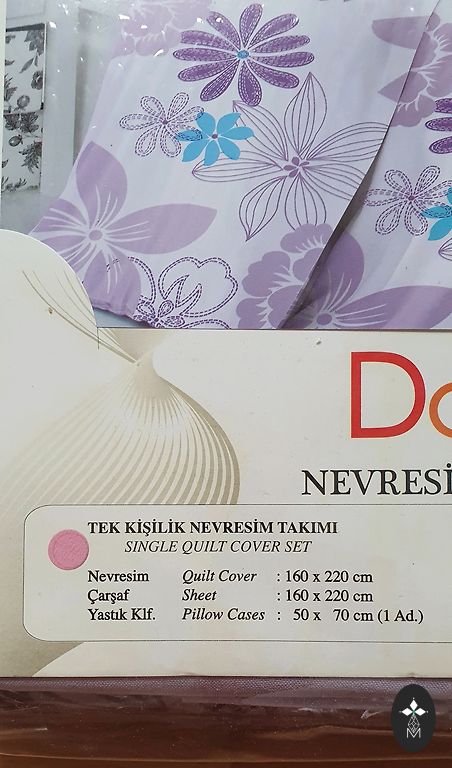 Do
NEVRESİ
TEK KİŞİLİK NEVRESİM TAKIMI
SINGLE QUILT COVER SET
Nevresim Quilt Cover : 160 x 220 cm
Çarşaf Sheet : 160 x 220 cm
Yastık Klf. Pillow Cases : 50 x 70 cm (1 Ad.)
M